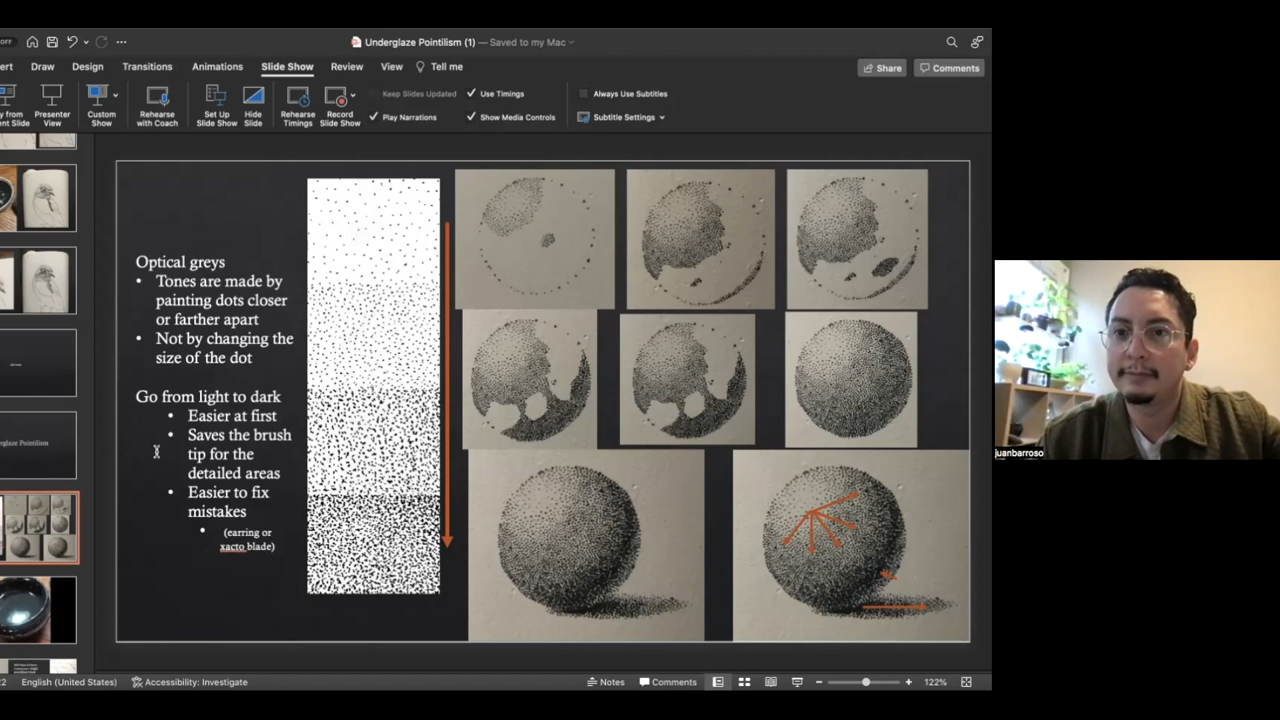 OFF
Underglaze Pointilism (1) — Saved to my Mac
ert Draw Design Transitions Animations Slide Show Review View Tell me
Share Comments
Presenter View
Custom Show
Rehearse with Coach
Set Up Slide Show
Hide Slide
Rehearse Timings
Record Slide Show
Keep Slides Updated
Use Timings
Play Narrations
Show Media Controls
Always Use Subtitles
Subtitle Settings
Optical greys
• Tones are made by
painting dots closer
or farther apart
• Not by changing the
size of the dot
Go from light to dark
• Easier at first
• Saves the brush
tip for the
detailed areas
• Easier to fix
mistakes
• (earring or
xacto blade)
juanbarroso
English (United States) Accessibility: Investigate
Notes Comments
122%